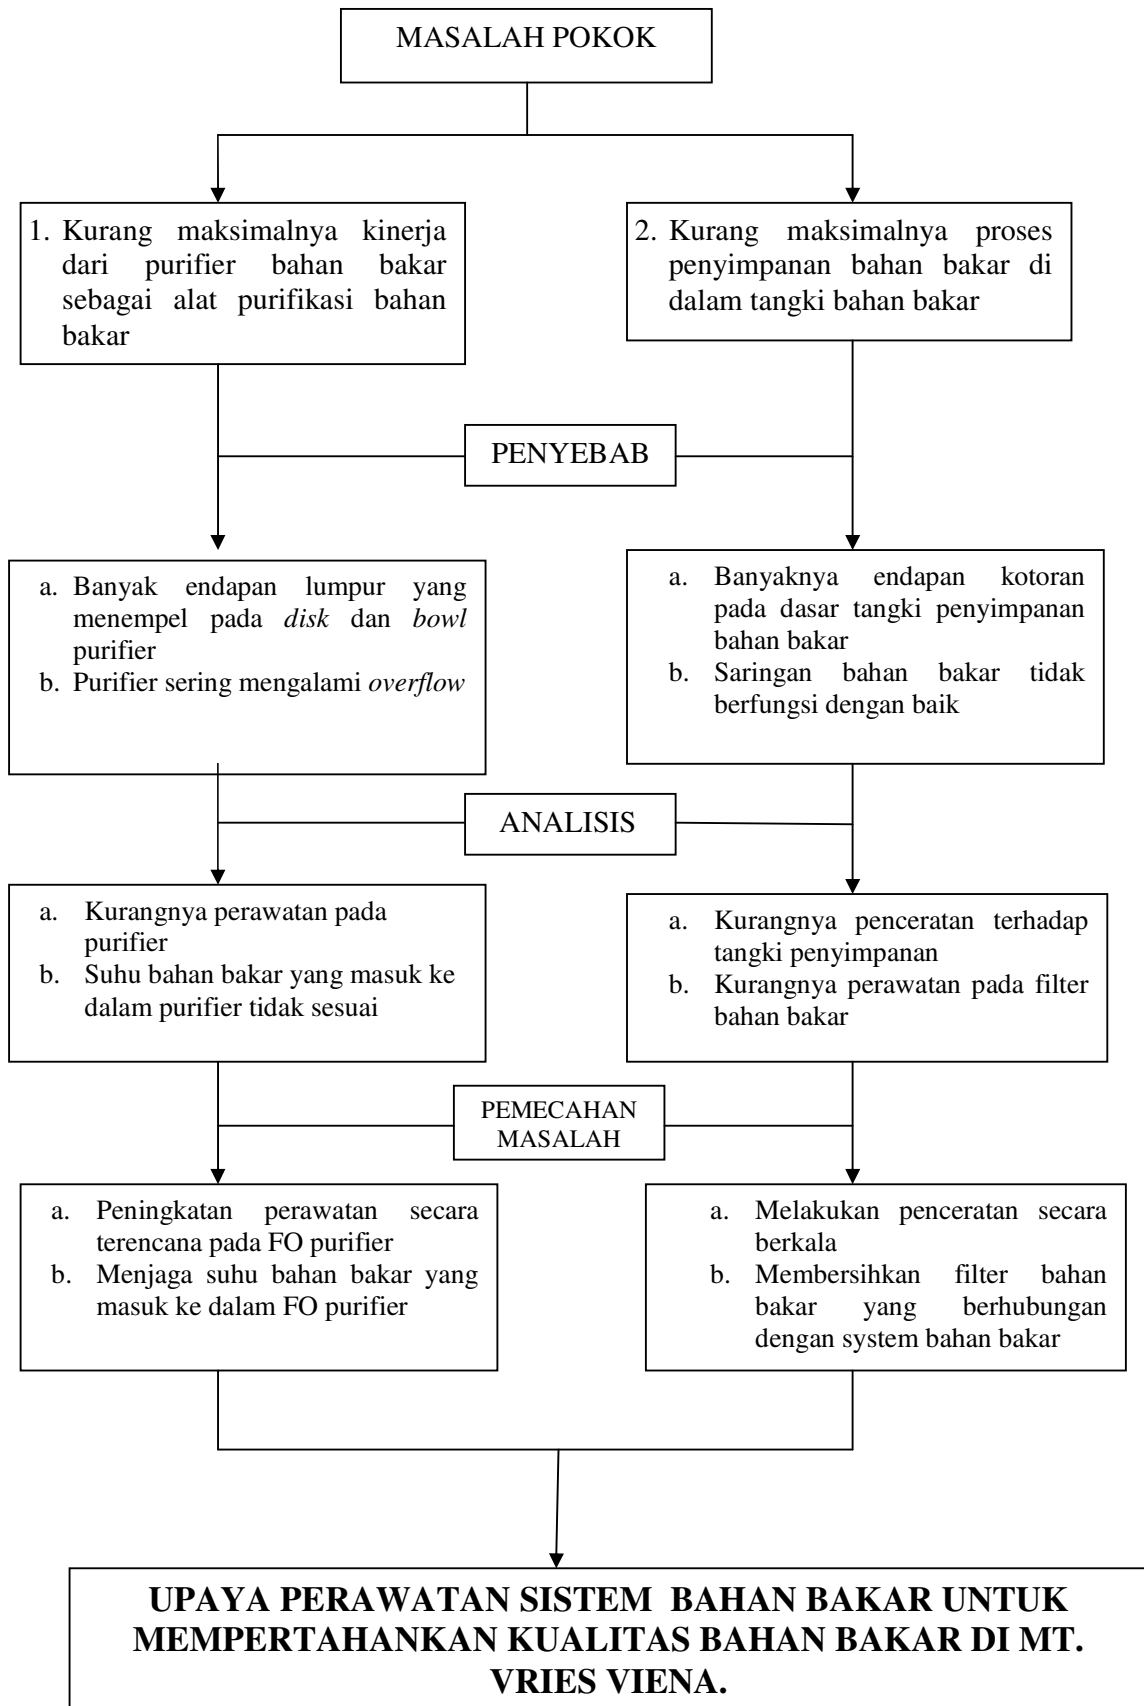 MASALAH POKOK
1. Kurang maksimalnya kinerja
dari purifier bahan bakar
sebagai alat purifikasi bahan
bakar
2. Kurang maksimalnya proses
penyimpanan bahan bakar di
dalam tangki bahan bakar
PENYEBAB
a. Banyak endapan lumpur yang
menempel pada disk dan bowl
purifier
b. Purifier sering mengalami overflow
a. Banyaknya endapan kotoran
pada dasar tangki penyimpanan
bahan bakar
b. Saringan bahan bakar tidak
berfungsi dengan baik
ANALISIS
a. Kurangnya perawatan pada
purifier
b. Suhu bahan bakar yang masuk ke
dalam purifier tidak sesuai
a. Kurangnya penceratan terhadap
tangki penyimpanan
b. Kurangnya perawatan pada filter
bahan bakar
PEMECAHAN
MASALAH
a. Peningkatan perawatan secara
terencana pada FO purifier
b. Menjaga suhu bahan bakar yang
masuk ke dalam FO purifier
a. Melakukan penceratan secara
berkala
b. Membersihkan filter bahan
bakar yang berhubungan
dengan system bahan bakar
UPAYA PERAWATAN SISTEM BAHAN BAKAR UNTUK
MEMPERTAHANKAN KUALITAS BAHAN BAKAR DI MT.
VRIES VIENA.